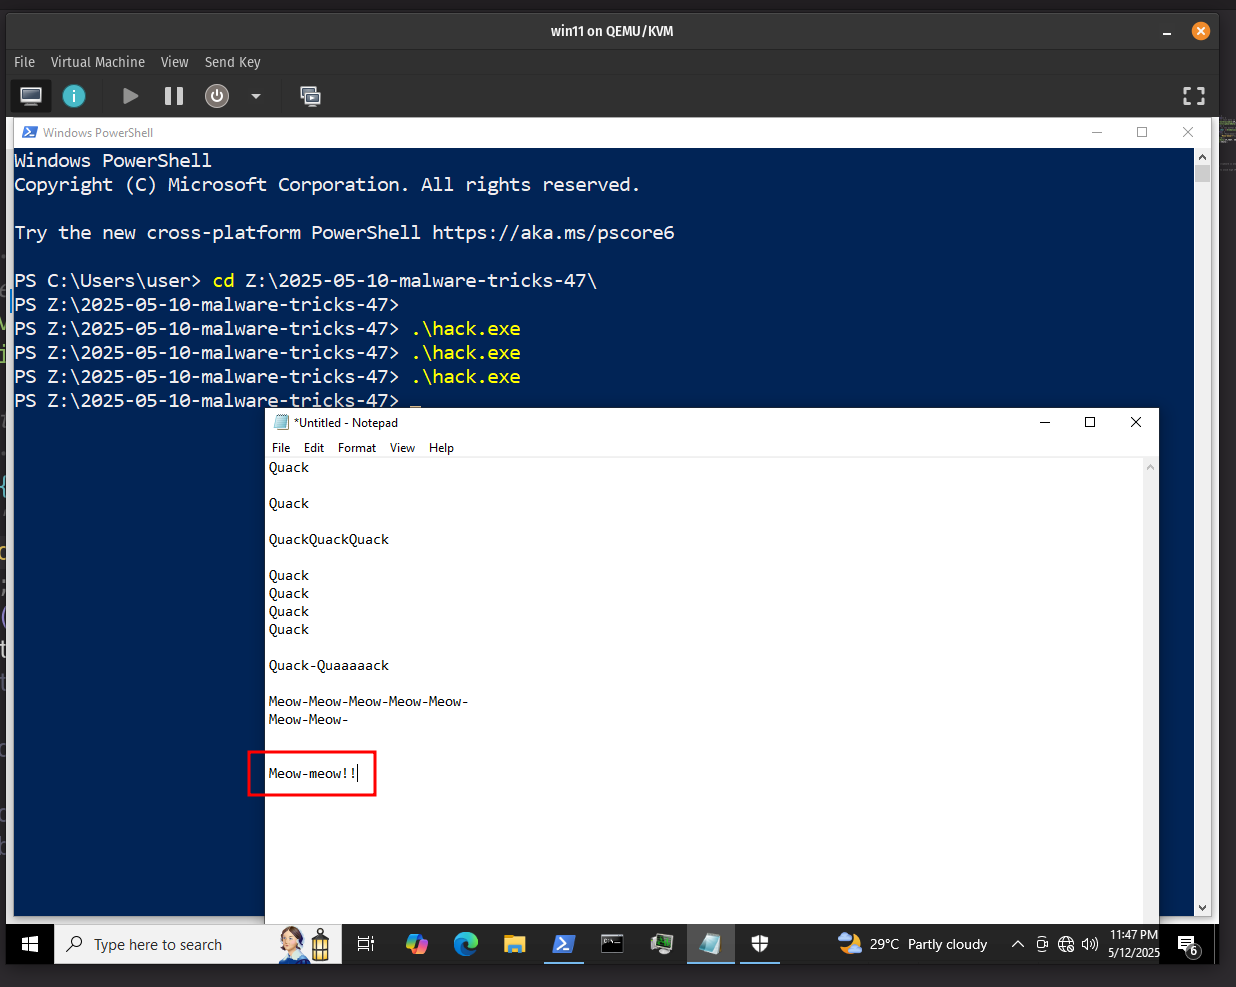 win11 on QEMU/KVM
File Virtual Machine View Send Key
Windows PowerShell
Windows PowerShell
Copyright (C) Microsoft Corporation. All rights reserved.
Try the new cross-platform PowerShell https://aka.ms/pscore6
PS C:\Users\user> cd Z:\2025-05-10-malware-tricks-47\
PS Z:\2025-05-10-malware-tricks-47>
PS Z:\2025-05-10-malware-tricks-47> .\hack.exe
PS Z:\2025-05-10-malware-tricks-47> .\hack.exe
PS Z:\2025-05-10-malware-tricks-47> .\hack.exe
PS Z:\2025-05-10-malware-tricks-47> _
*Untitled - Notepad
File Edit Format View Help
Quack
Quack
QuackQuackQuack
Quack
Quack
Quack
Quack
Quack-Quaaaaack
Meow-Meow-Meow-Meow-Meow-
Meow-Meow-
Meow-meow!!
Type here to search
29°C Partly cloudy
11:47 PM
5/12/2025
6